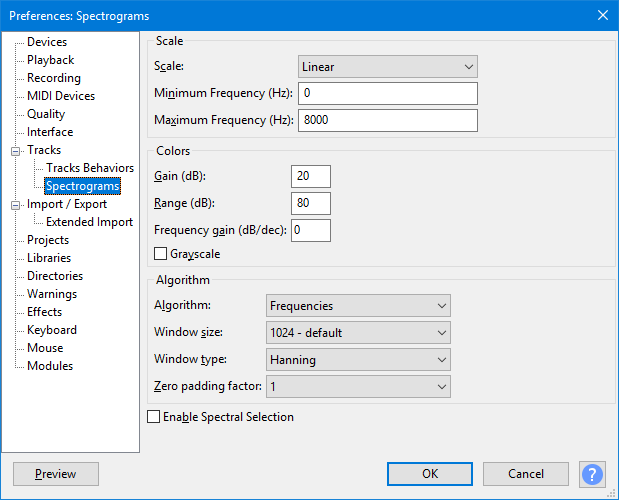 Preferences: Spectrograms
Devices
Playback
Recording
MIDI Devices
Quality
Interface
Tracks
Tracks Behaviors
Spectrograms
Import / Export
Extended Import
Projects
Libraries
Directories
Warnings
Effects
Keyboard
Mouse
Modules
Scale
Scale: Linear
Minimum Frequency (Hz): 0
Maximum Frequency (Hz): 8000
Colors
Gain (dB): 20
Range (dB): 80
Frequency gain (dB/dec): 0
Grayscale
Algorithm
Algorithm: Frequencies
Window size: 1024 - default
Window type: Hanning
Zero padding factor: 1
Enable Spectral Selection
Preview OK Cancel ?